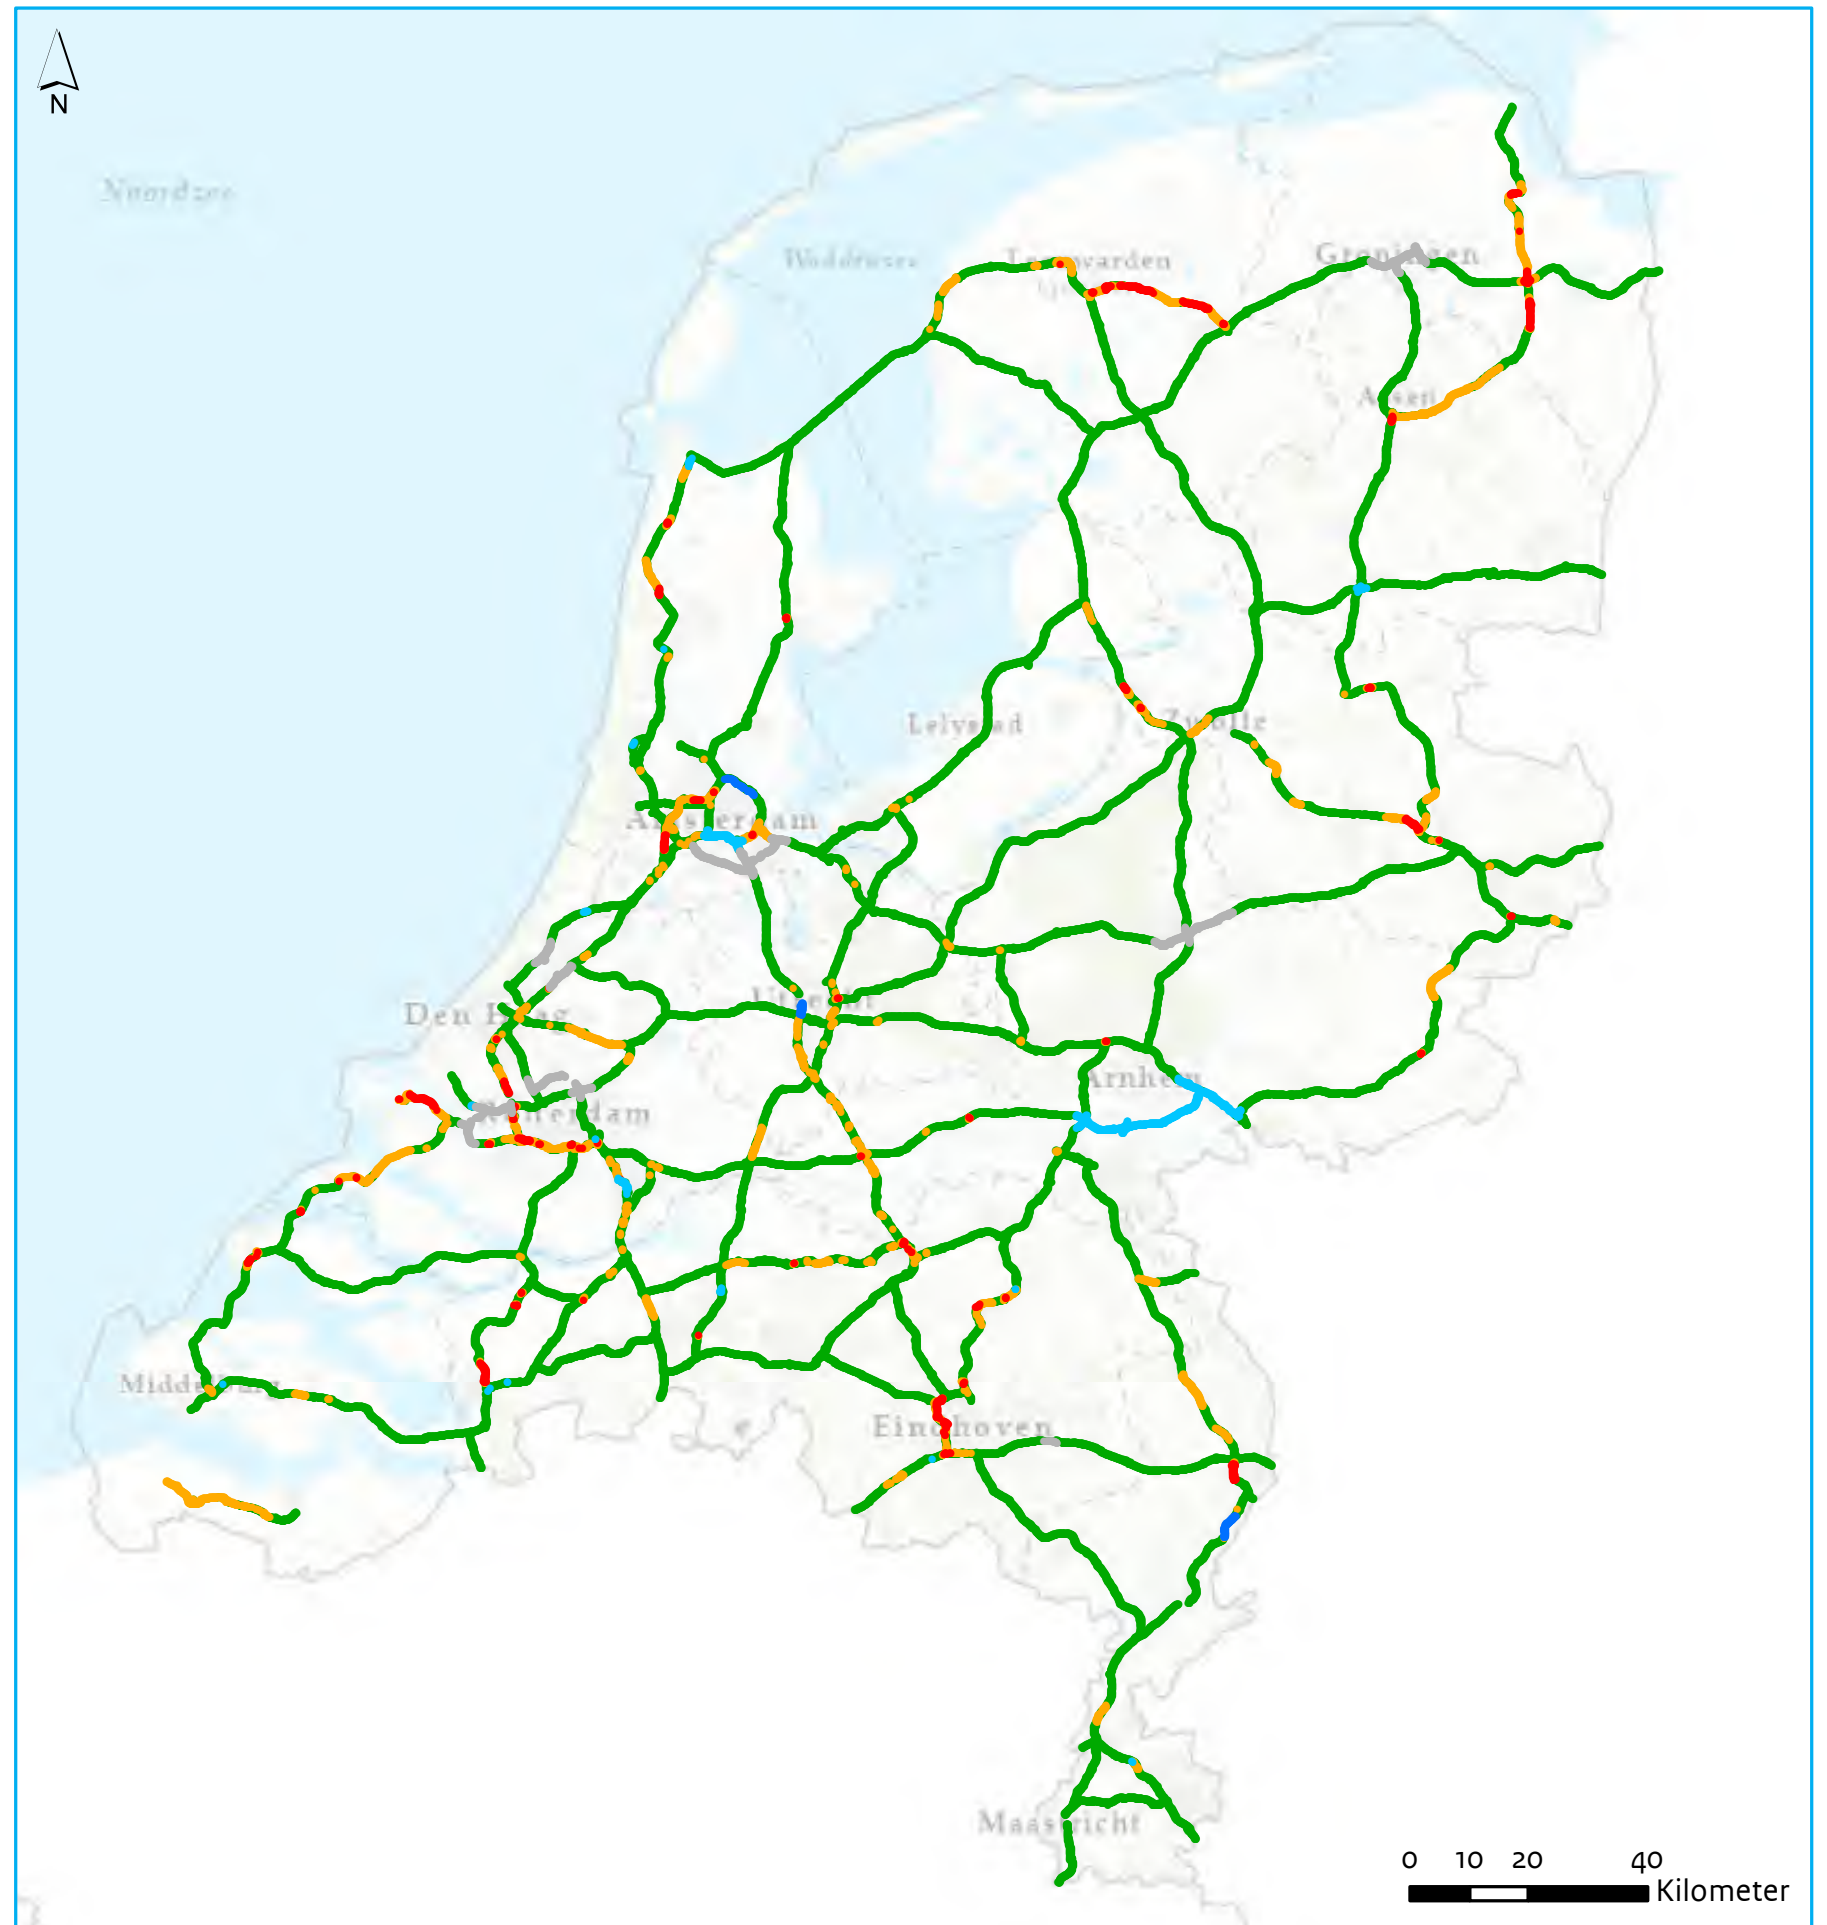 N
Noordzee
Waddenzee
Leeuwarden
Groningen
Assen
Lelystad
Zwolle
Amsterdam
Utrecht
Den Haag
Arnhem
Rotterdam
Middelburg
Eindhoven
Maastricht
0 10 20 40
Kilometer